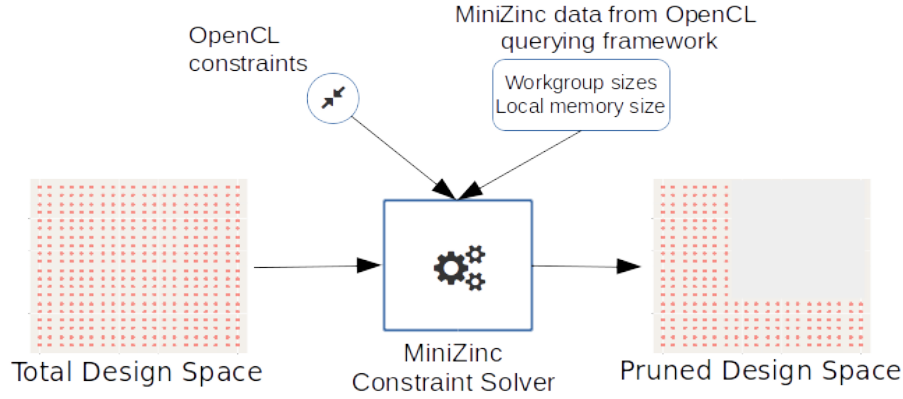 OpenCL
constraints
MiniZinc data from OpenCL
querying framework
Workgroup sizes
Local memory size
Total Design Space
MiniZinc
Constraint Solver
Pruned Design Space